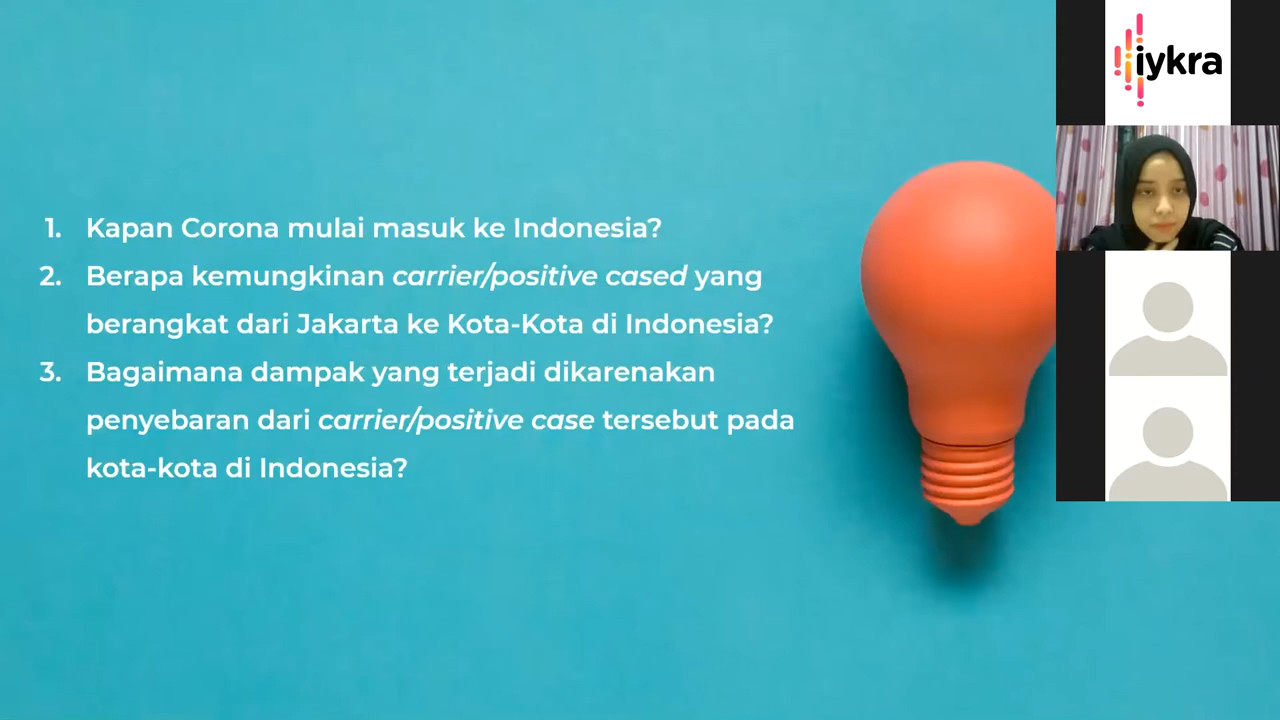 1. Kapan Corona mulai masuk ke Indonesia?
2. Berapa kemungkinan carrier/positive cased yang
berangkat dari Jakarta ke Kota-Kota di Indonesia?
3. Bagaimana dampak yang terjadi dikarenakan
penyebaran dari carrier/positive case tersebut pada
kota-kota di Indonesia?
iykra